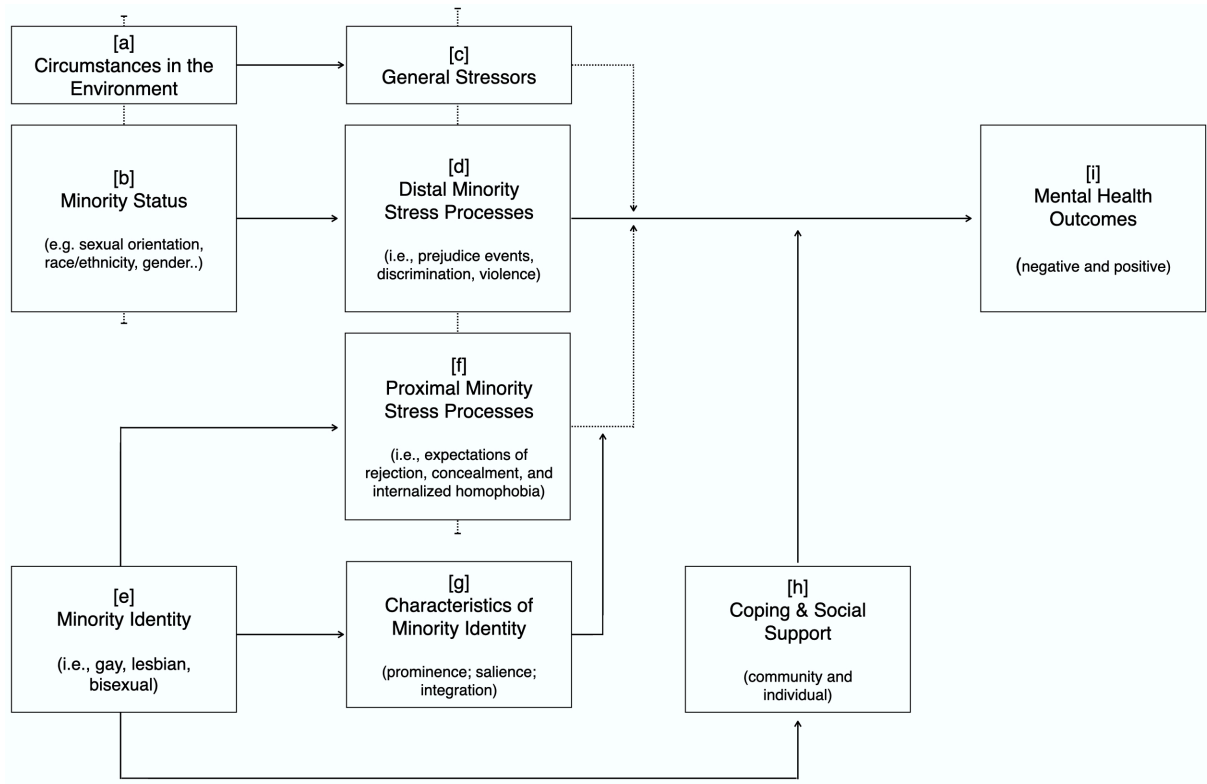 [a]
Circumstances in the
Environment
[c]
General Stressors
[b]
Minority Status
(e.g. sexual orientation,
race/ethnicity, gender..)
[d]
Distal Minority
Stress Processes
(i.e., prejudice events,
discrimination, violence)
[i]
Mental Health
Outcomes
(negative and positive)
[f]
Proximal Minority
Stress Processes
(i.e., expectations of
rejection, concealment, and
internalized homophobia)
[e]
Minority Identity
(i.e., gay, lesbian,
bisexual)
[g]
Characteristics of
Minority Identity
(prominence; salience;
integration)
[h]
Coping & Social
Support
(community and
individual)